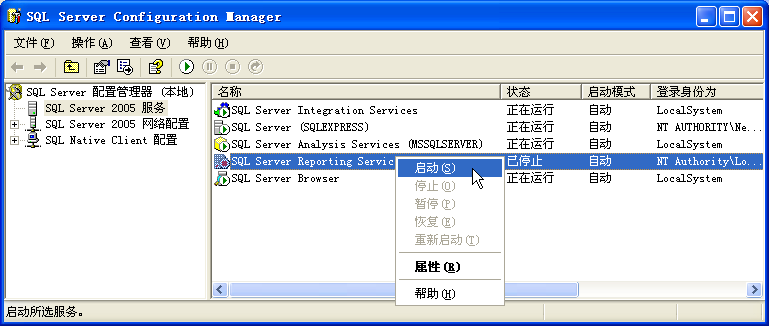 SQL Server Configuration Manager
文件(F) 操作(A) 查看(V) 帮助(H)
SQL Server 配置管理器 (本地)
SQL Server 2005 服务
SQL Server 2005 网络配置
SQL Native Client 配置
名称 状态 启动模式 登录身份为
SQL Server Integration Services 正在运行 自动 LocalSystem
SQL Server (SQLEXPRESS) 正在运行 自动 NT AUTHORITY\Ne...
SQL Server Analysis Services (MSSQLSERVER) 正在运行 自动 LocalSystem
SQL Server Reporting Servic 已停止 自动 NT Authority\Lo...
SQL Server Browser 正在运行 自动 LocalSystem
启动(S)
停止(O)
暂停(P)
恢复(E)
重新启动(T)
属性(R)
帮助(H)
启动所选服务。